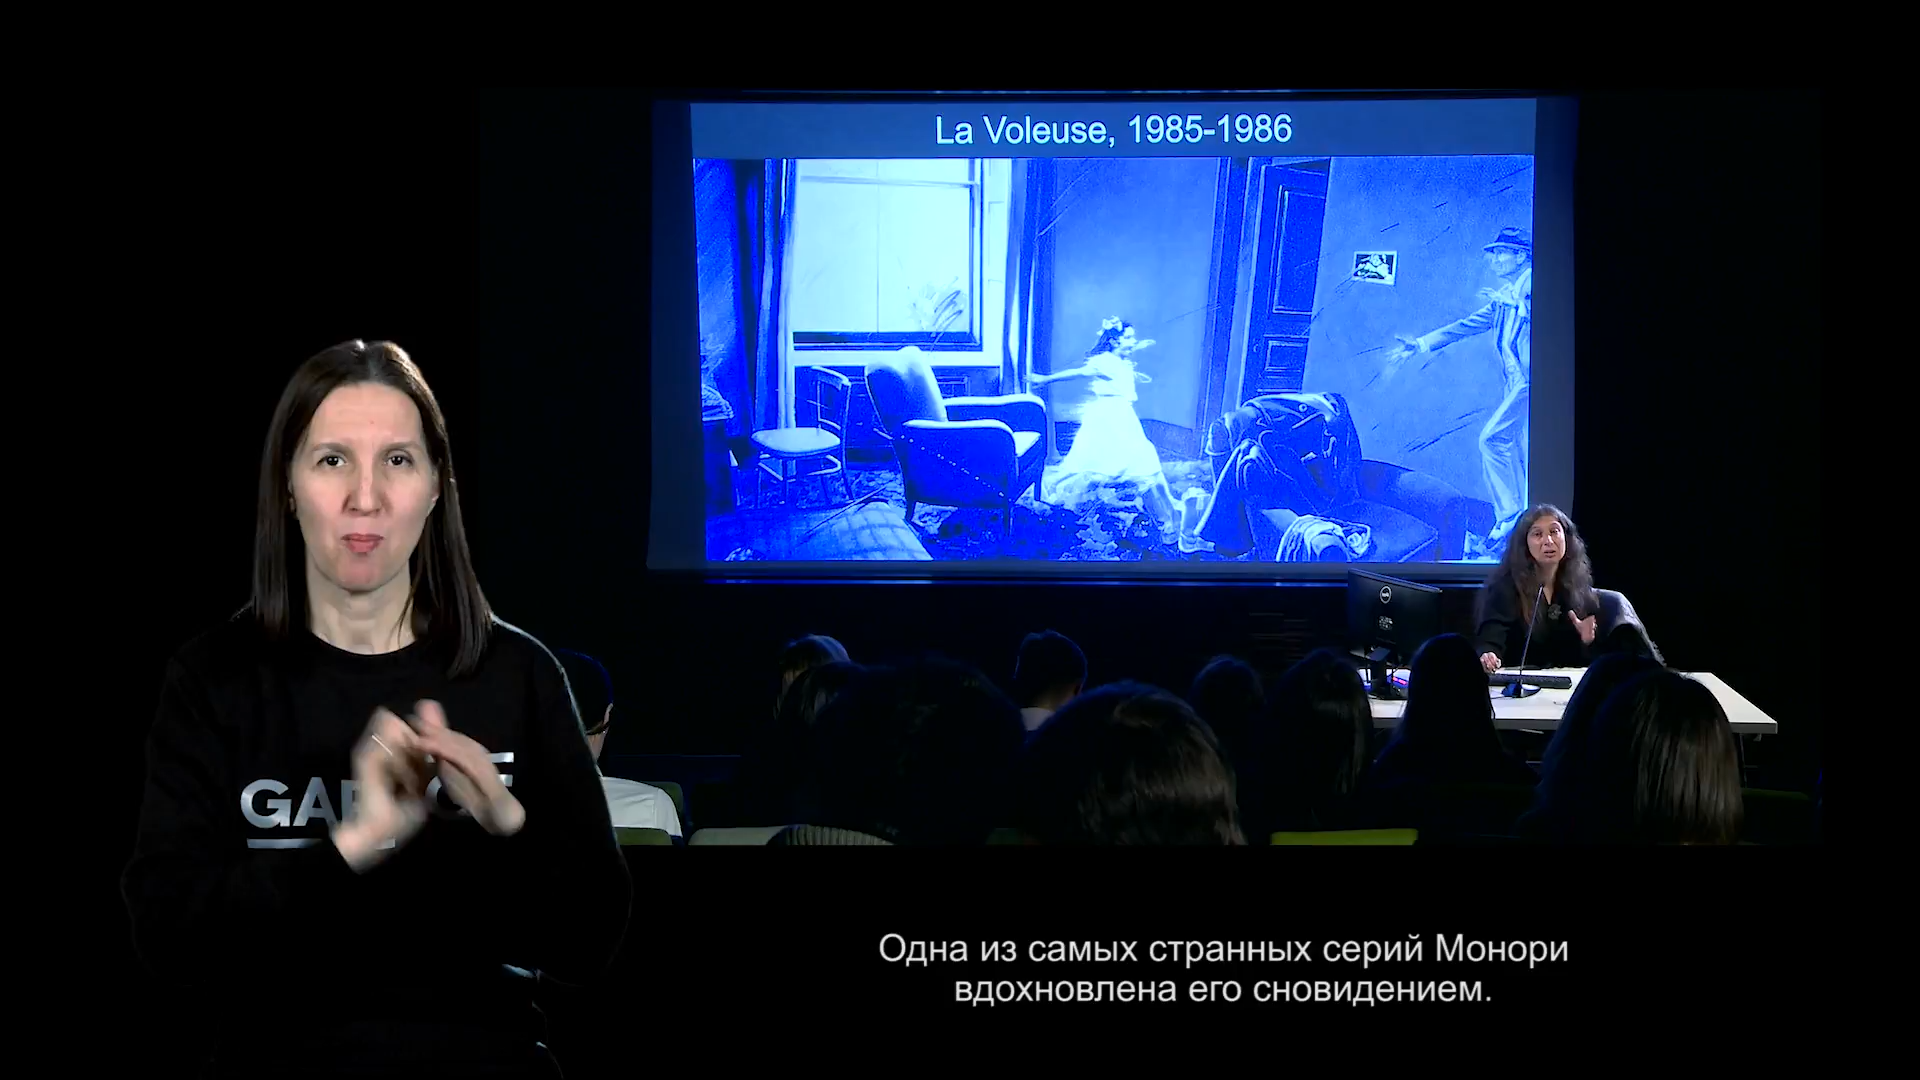 La Voleuse, 1985-1986
Одна из самых странных серий Монори
вдохновлена его сновидением.